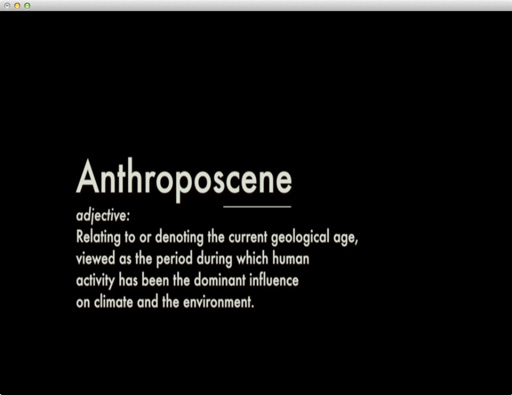 Anthroposcene
adjective:
Relating to or denoting the current geological age,
viewed as the period during which human
activity has been the dominant influence
on climate and the environment.